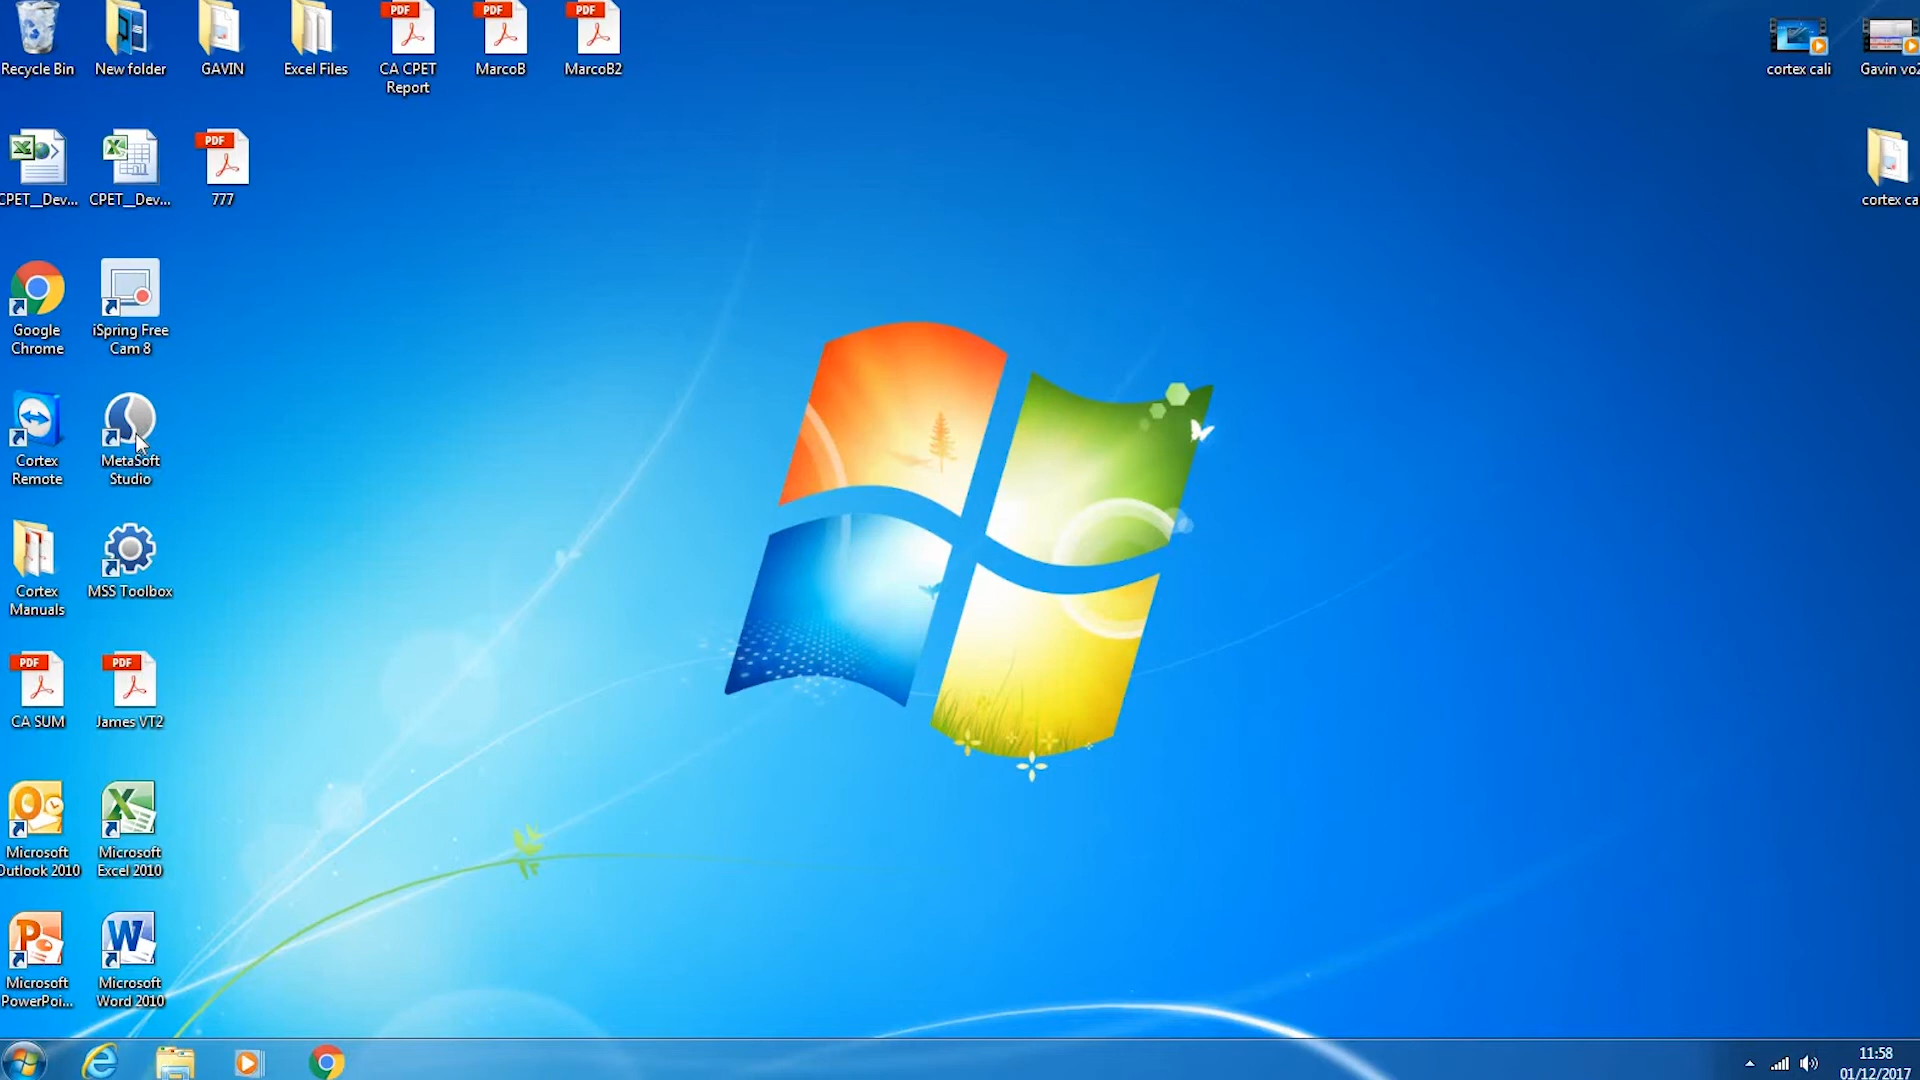 Recycle Bin
New folder
GAVIN
Excel Files
PDF
CA CPET
Report
PDF
MarcoB
PDF
MarcoB2
cortex cali
Gavin vo2
CPET__Dev...
CPET__Dev...
PDF
777
cortex ca
Google
Chrome
iSpring Free
Cam 8
Cortex
Remote
MetaSoft
Studio
Cortex
Manuals
MSS Toolbox
PDF
CA SUM
PDF
James VT2
Microsoft
Outlook 2010
Microsoft
Excel 2010
Microsoft
PowerPoi...
Microsoft
Word 2010
11:58
01/12/2017